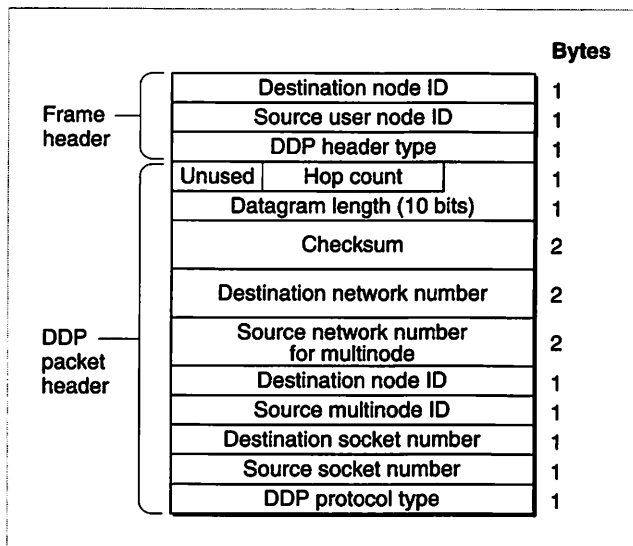 Bytes
Frame
header
Destination node ID 1
Source user node ID 1
DDP header type 1
DDP
packet
header
Unused Hop count 1
Datagram length (10 bits) 1
Checksum 2
Destination network number 2
Source network number
for multinode 2
Destination node ID 1
Source multinode ID 1
Destination socket number 1
Source socket number 1
DDP protocol type 1